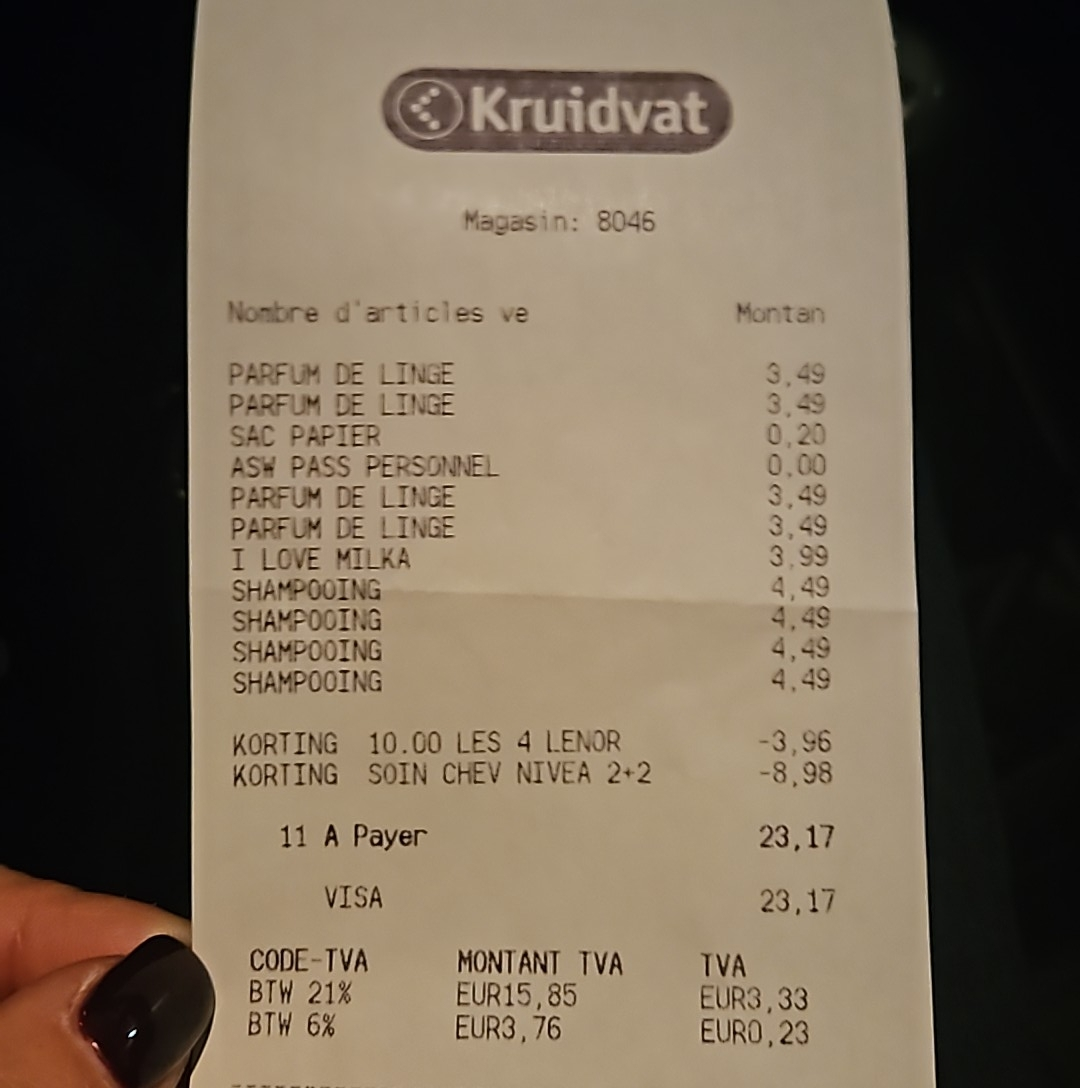 Kruidvat
Magasin: 8046
Nombre d'articles ve Montan
PARFUM DE LINGE 3,49
PARFUM DE LINGE 3,49
SAC PAPIER 0,20
ASW PASS PERSONNEL 0,00
PARFUM DE LINGE 3,49
PARFUM DE LINGE 3,49
I LOVE MILKA 3,99
SHAMPOOING 4,49
SHAMPOOING 4,49
SHAMPOOING 4,49
SHAMPOOING 4,49
KORTING 10.00 LES 4 LENOR -3,96
KORTING SOIN CHEV NIVEA 2+2 -8,98
11 A Payer 23,17
VISA 23,17
CODE-TVA MONTANT TVA TVA
BTW 21% EUR15,85 EUR3,33
BTW 6% EUR3,76 EUR0,23